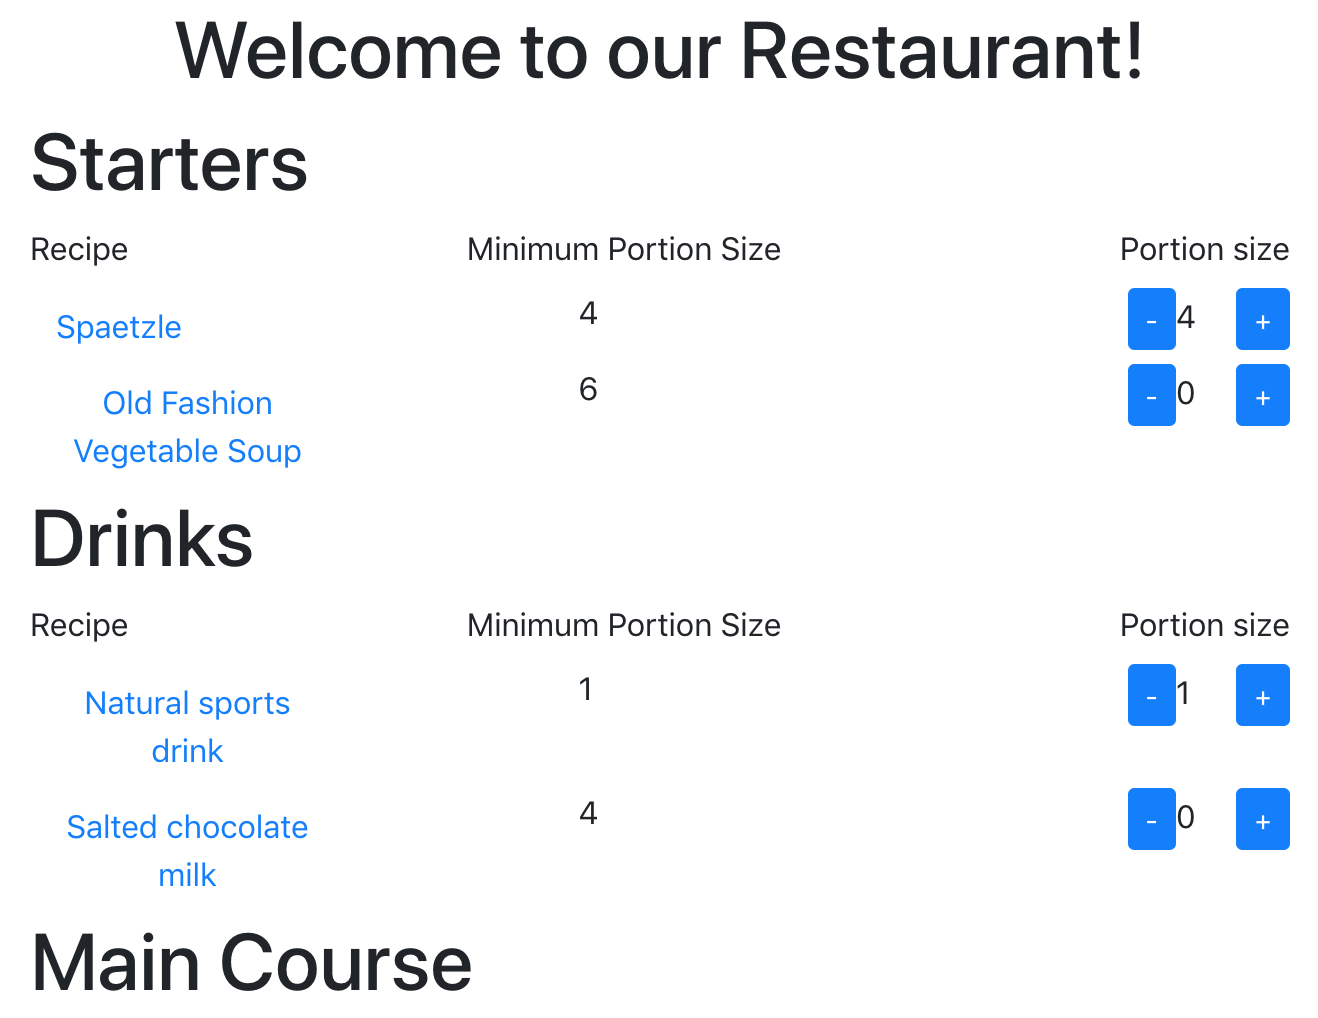 Welcome to our Restaurant!
Starters
Recipe Minimum Portion Size Portion size
Spaetzle 4 - 4 +
Old Fashion 6 - 0 +
Vegetable Soup
Drinks
Recipe Minimum Portion Size Portion size
Natural sports 1 - 1 +
drink
Salted chocolate 4 - 0 +
milk
Main Course